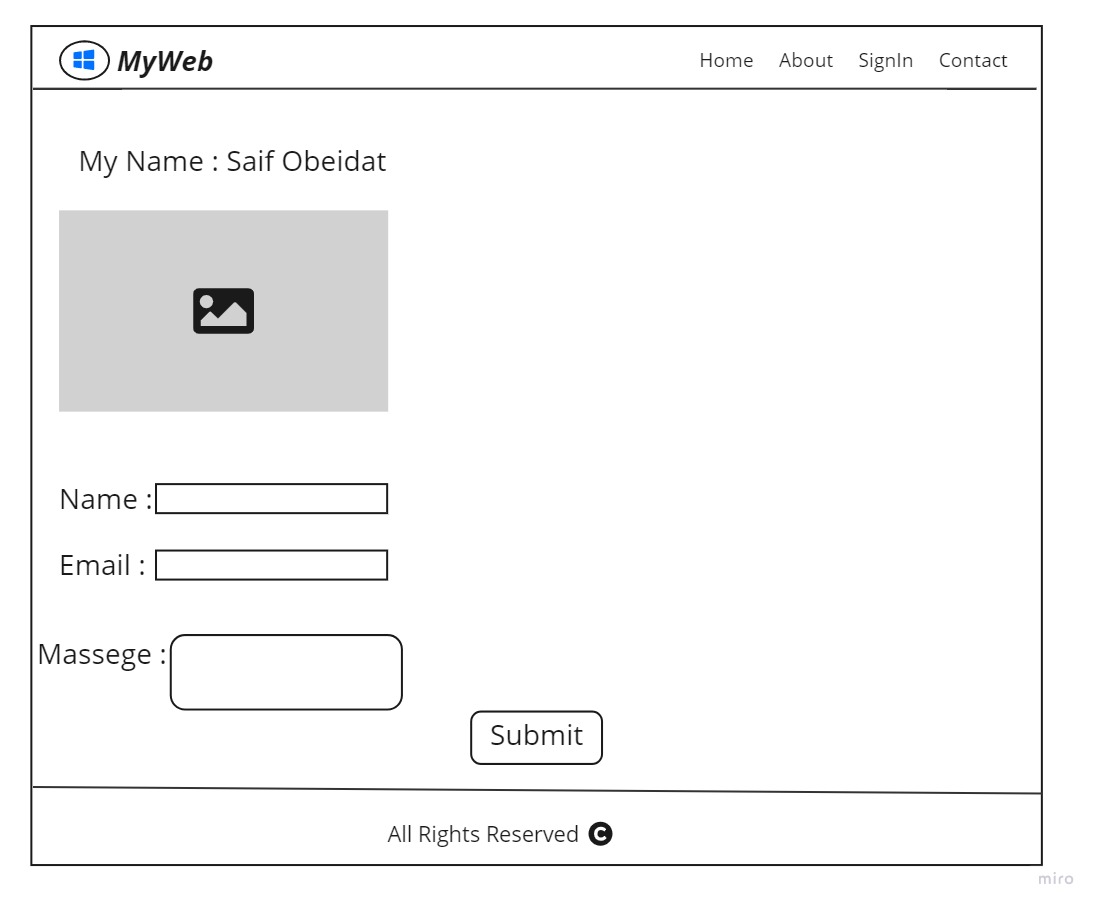 MyWeb Home About SignIn Contact
My Name : Saif Obeidat
Name :
Email :
Massege :
Submit
All Rights Reserved ©
miro